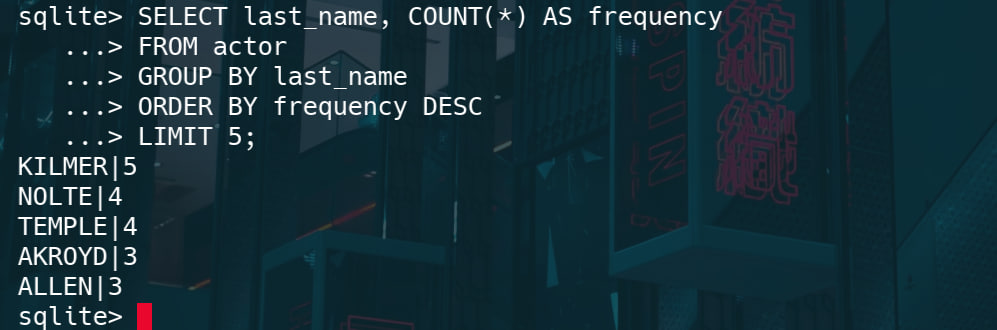 sqlite> SELECT last_name, COUNT(*) AS frequency
   ...> FROM actor
   ...> GROUP BY last_name
   ...> ORDER BY frequency DESC
   ...> LIMIT 5;
KILMER|5
NOLTE|4
TEMPLE|4
AKROYD|3
ALLEN|3
sqlite>
SPIN